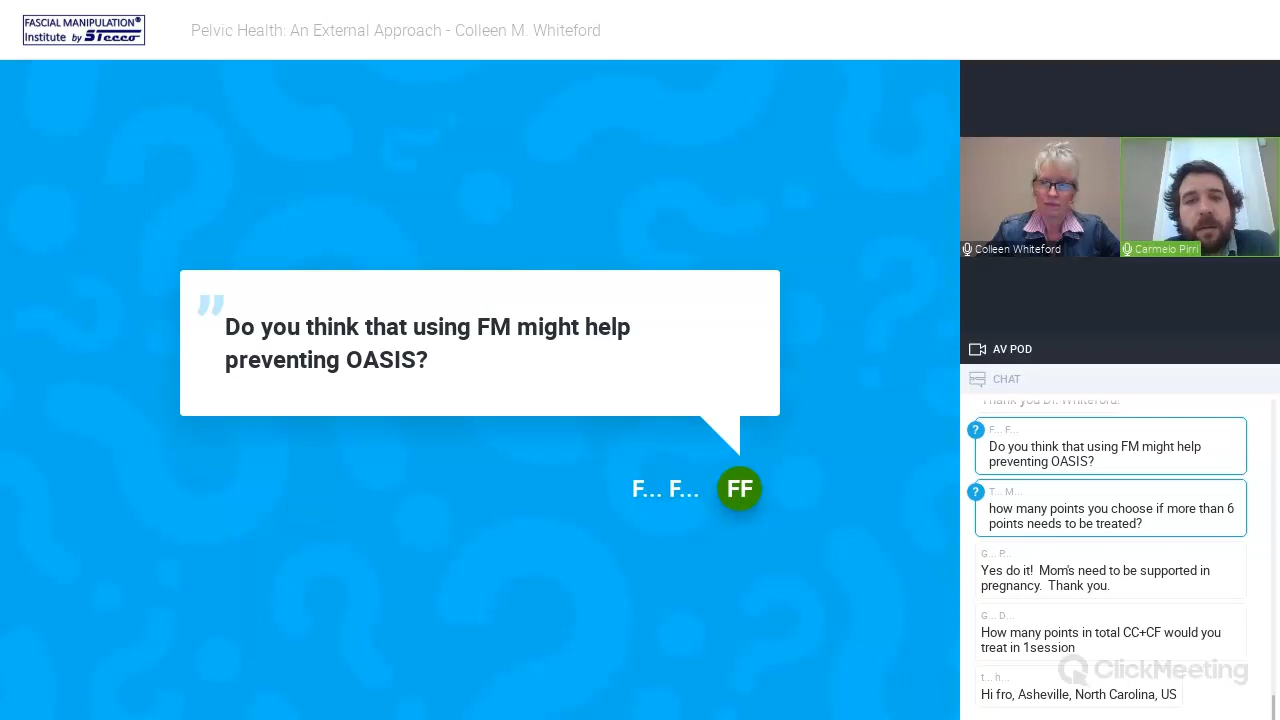 FASCIAL MANIPULATION®
Institute by Stecco
Pelvic Health: An External Approach - Colleen M. Whiteford
”
Do you think that using FM might help
preventing OASIS?
F... F...
FF
Colleen Whiteford
Carmelo Pirri
AV POD
CHAT
Thank you Dr. Whiteford!
?
F... F...
Do you think that using FM might help
preventing OASIS?
?
T... M...
how many points you choose if more than 6
points needs to be treated?
G... P...
Yes do it! Mom's need to be supported in
pregnancy. Thank you.
G... D...
How many points in total CC+CF would you
treat in 1session
ClickMeeting
t... h...
Hi fro, Asheville, North Carolina, US